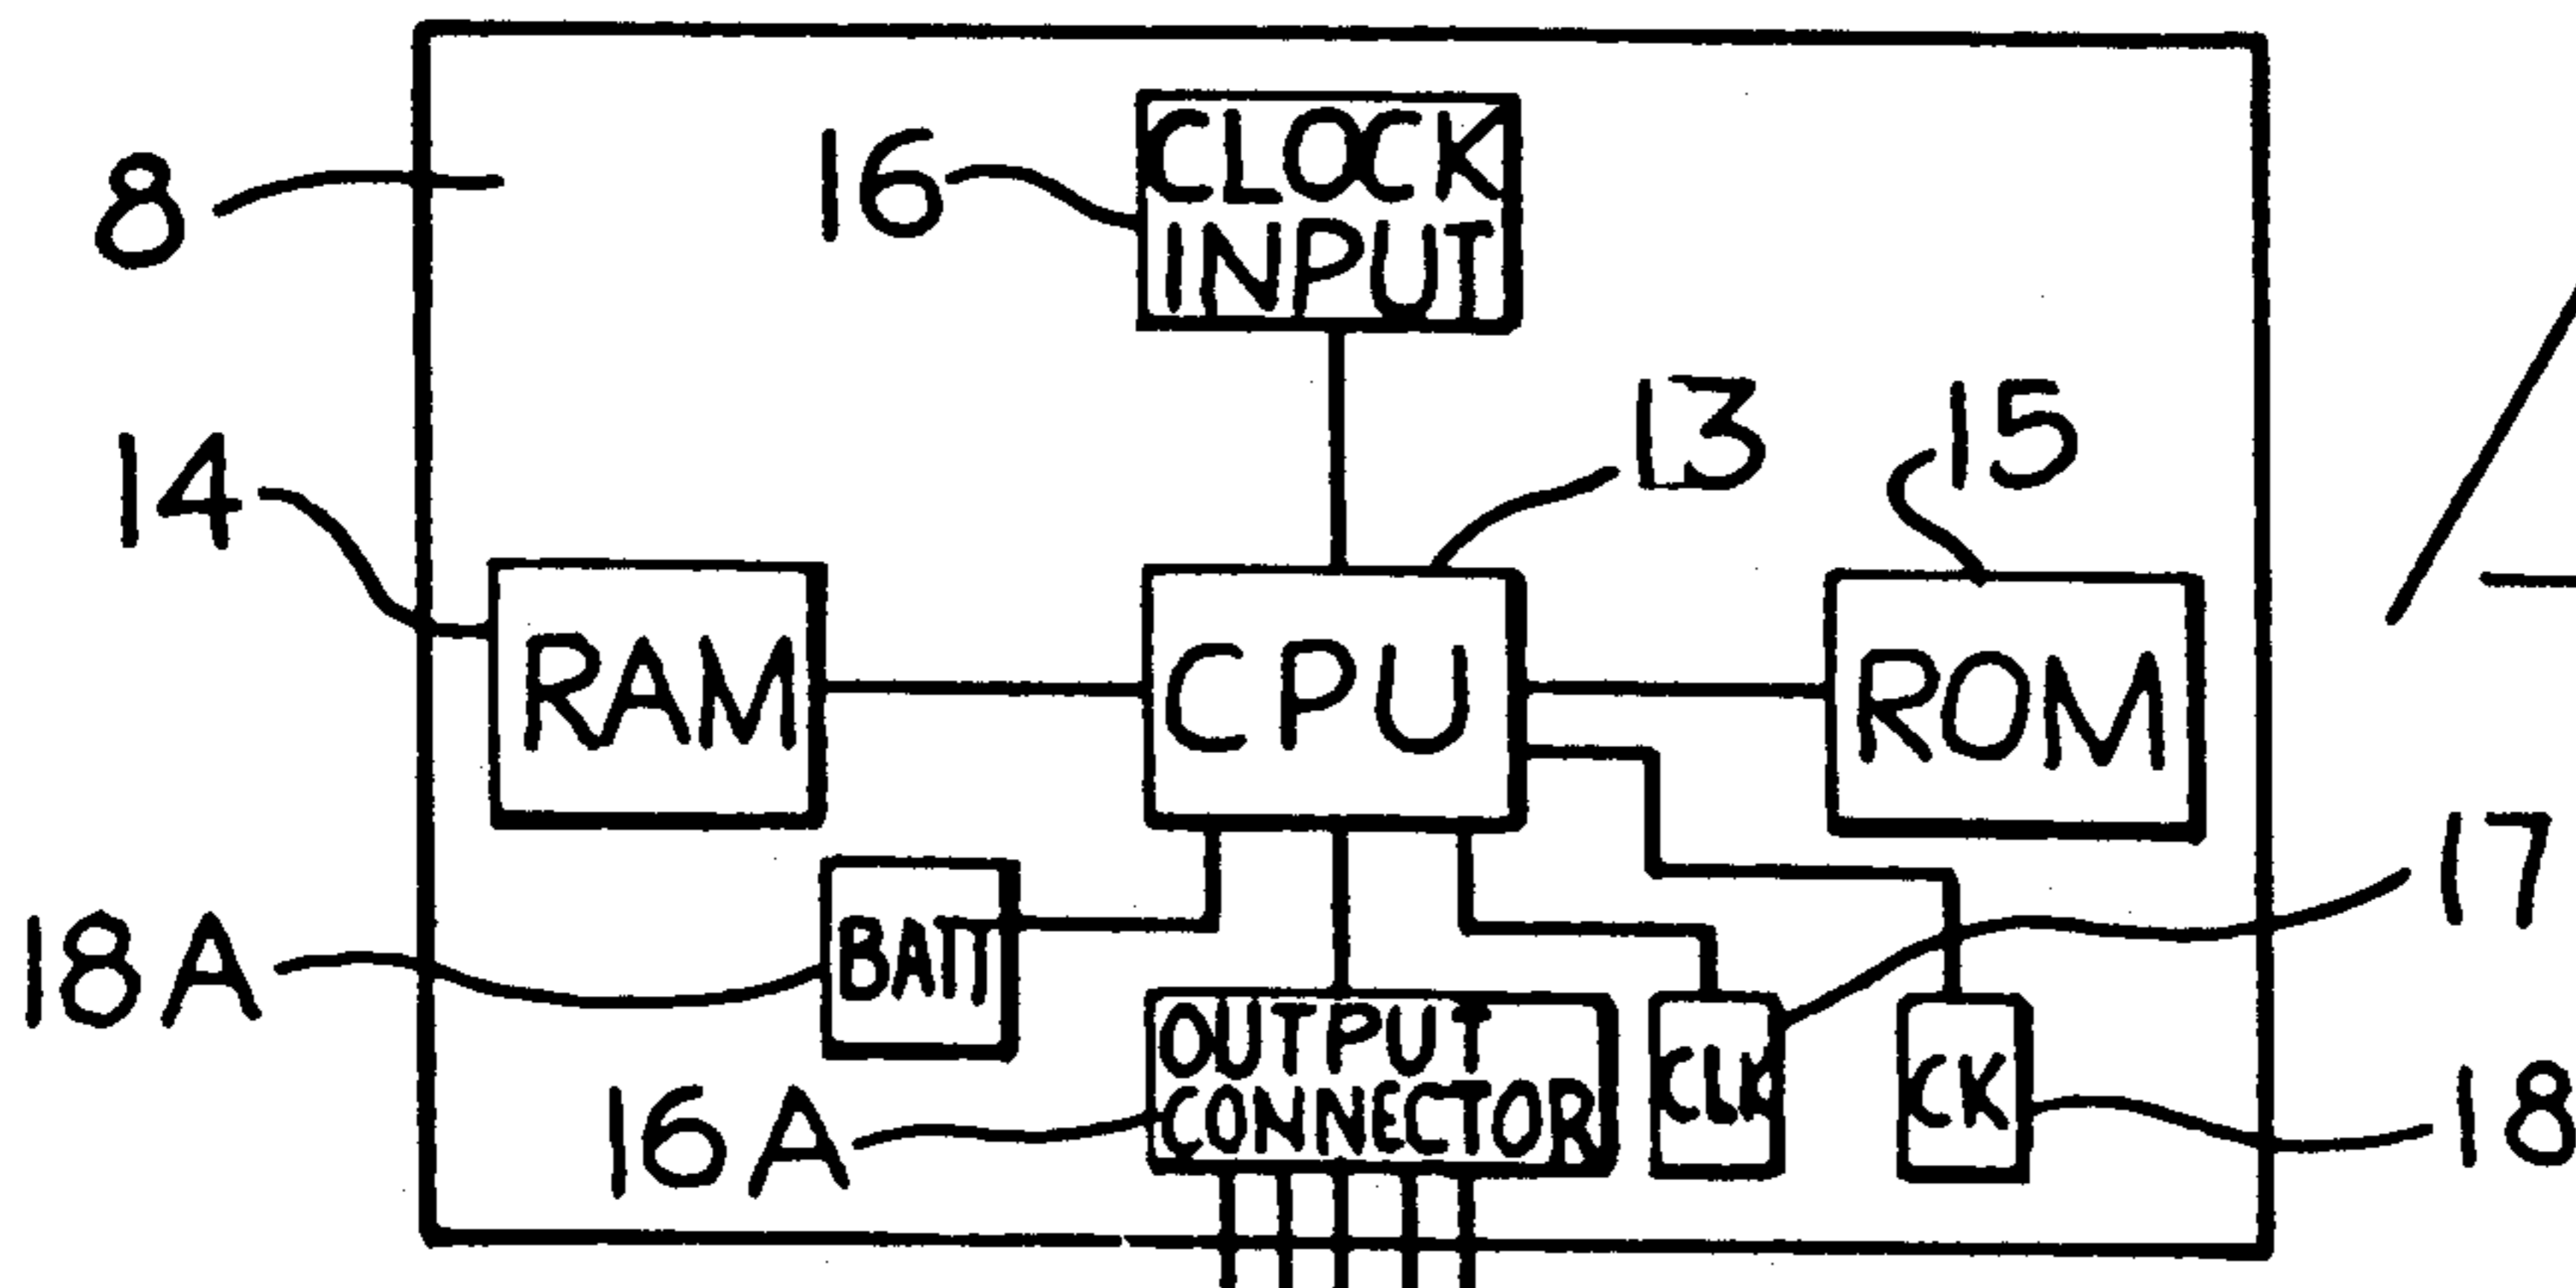 8
16
CLOCK
INPUT
14
13
15
RAM
CPU
ROM
17
18A
BATT
OUTPUT
CONNECTOR
16A
CLK
CK
18